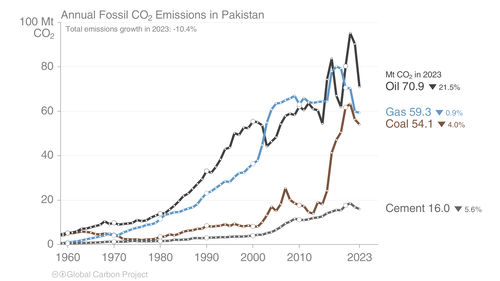 Annual Fossil CO₂ Emissions in Pakistan
100 Mt
CO₂
Total emissions growth in 2023: -10.4%
80
60
40
20
0
1960 1970 1980 1990 2000 2010 2023
Mt CO₂ in 2023
Oil 70.9 ▼ 21.5%
Gas 59.3 ▼ 0.9%
Coal 54.1 ▼ 4.0%
Cement 16.0 ▼ 5.6%
Global Carbon Project